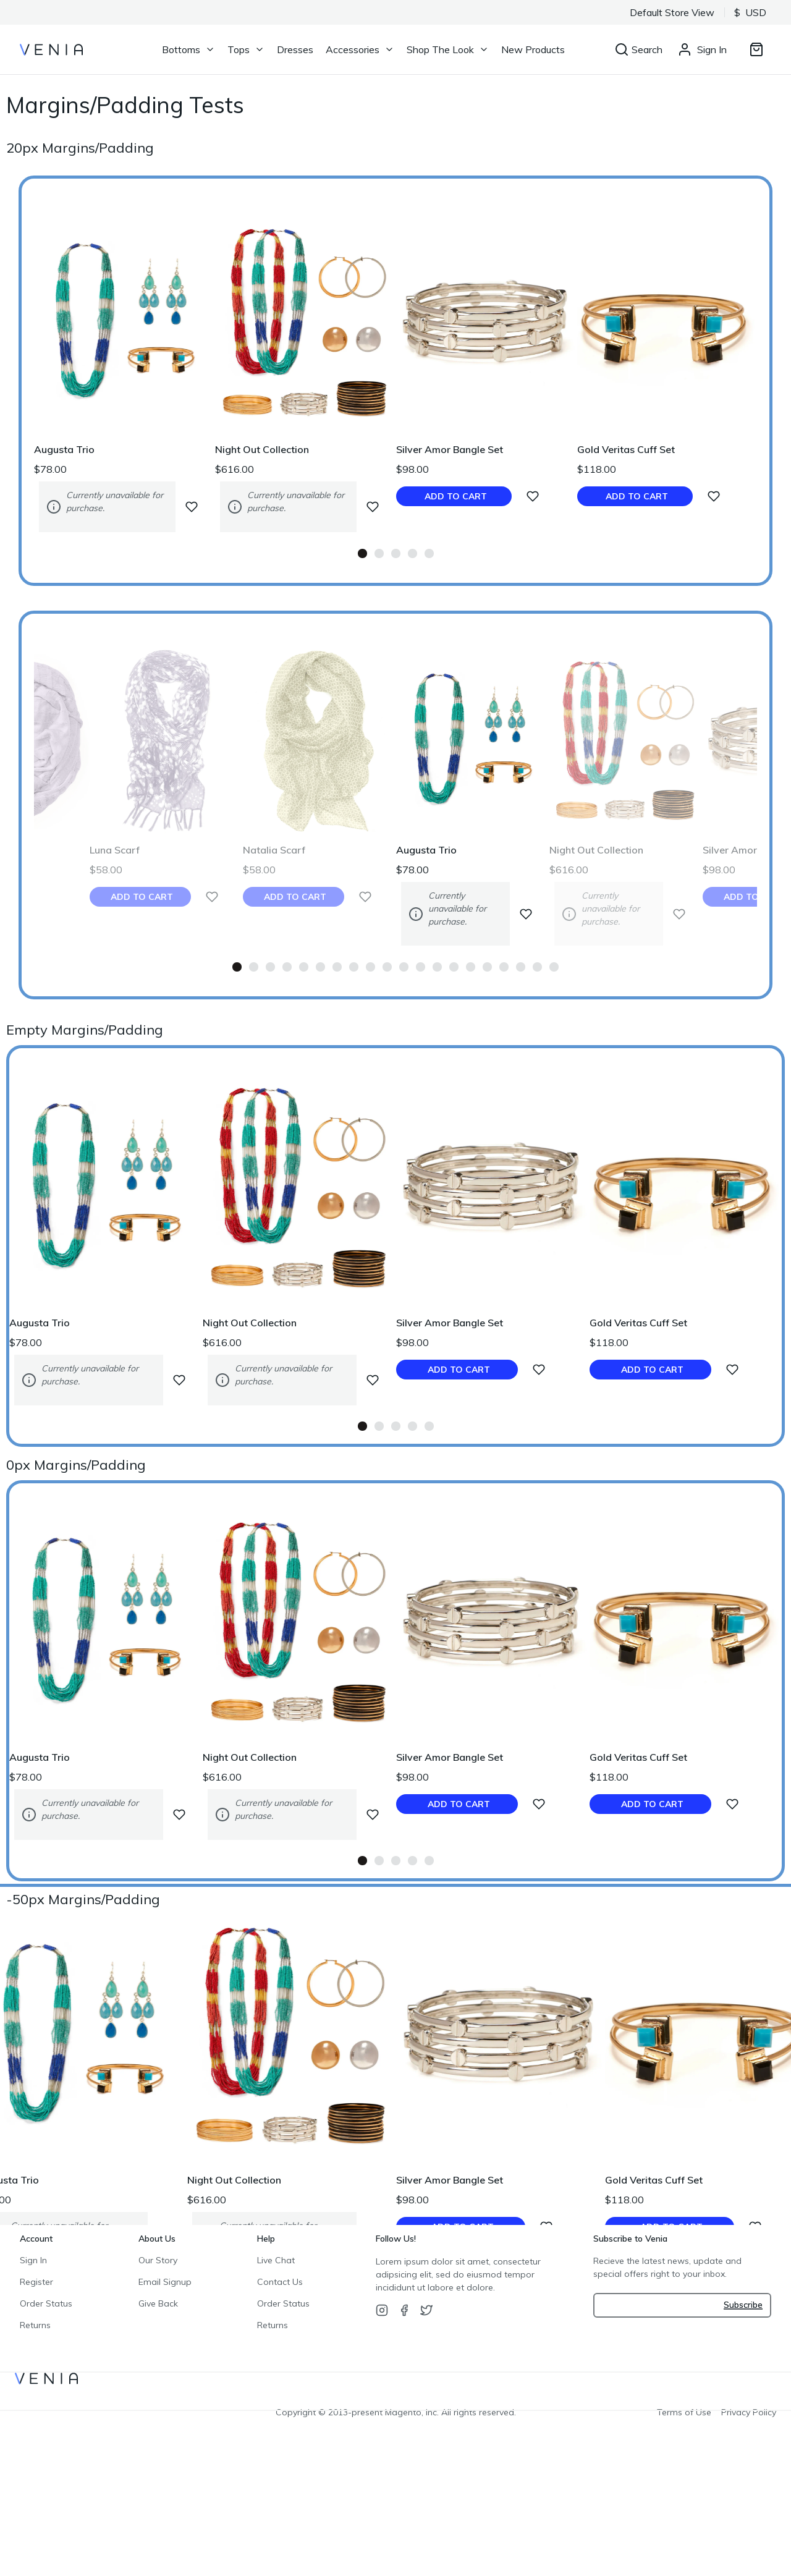 Default Store View $ USD
VENIA Bottoms Tops Dresses Accessories Shop The Look New Products Search Sign In
Margins/Padding Tests
20px Margins/Padding
Augusta Trio
$78.00
Currently unavailable for
purchase.
Night Out Collection
$616.00
Currently unavailable for
purchase.
Silver Amor Bangle Set
$98.00
ADD TO CART
Gold Veritas Cuff Set
$118.00
ADD TO CART
Luna Scarf
$58.00
ADD TO CART
Natalia Scarf
$58.00
ADD TO CART
Augusta Trio
$78.00
Currently
unavailable for
purchase.
Night Out Collection
$616.00
Currently
unavailable for
purchase.
Silver Amor
$98.00
ADD TO
Empty Margins/Padding
Augusta Trio
$78.00
Currently unavailable for
purchase.
Night Out Collection
$616.00
Currently unavailable for
purchase.
Silver Amor Bangle Set
$98.00
ADD TO CART
Gold Veritas Cuff Set
$118.00
ADD TO CART
0px Margins/Padding
Augusta Trio
$78.00
Currently unavailable for
purchase.
Night Out Collection
$616.00
Currently unavailable for
purchase.
Silver Amor Bangle Set
$98.00
ADD TO CART
Gold Veritas Cuff Set
$118.00
ADD TO CART
-50px Margins/Padding
usta Trio
00
Currently unavailable for
Night Out Collection
$616.00
Currently unavailable for
Silver Amor Bangle Set
$98.00
ADD TO CART
Gold Veritas Cuff Set
$118.00
ADD TO CART
Account
Sign In
Register
Order Status
Returns
About Us
Our Story
Email Signup
Give Back
Help
Live Chat
Contact Us
Order Status
Returns
Follow Us!
Lorem ipsum dolor sit amet, consectetur
adipsicing elit, sed do eiusmod tempor
incididunt ut labore et dolore.
Subscribe to Venia
Recieve the latest news, update and
special offers right to your inbox.
Subscribe
VENIA
Copyright © 2013-present Magento, Inc. All rights reserved.
Terms of Use Privacy Policy